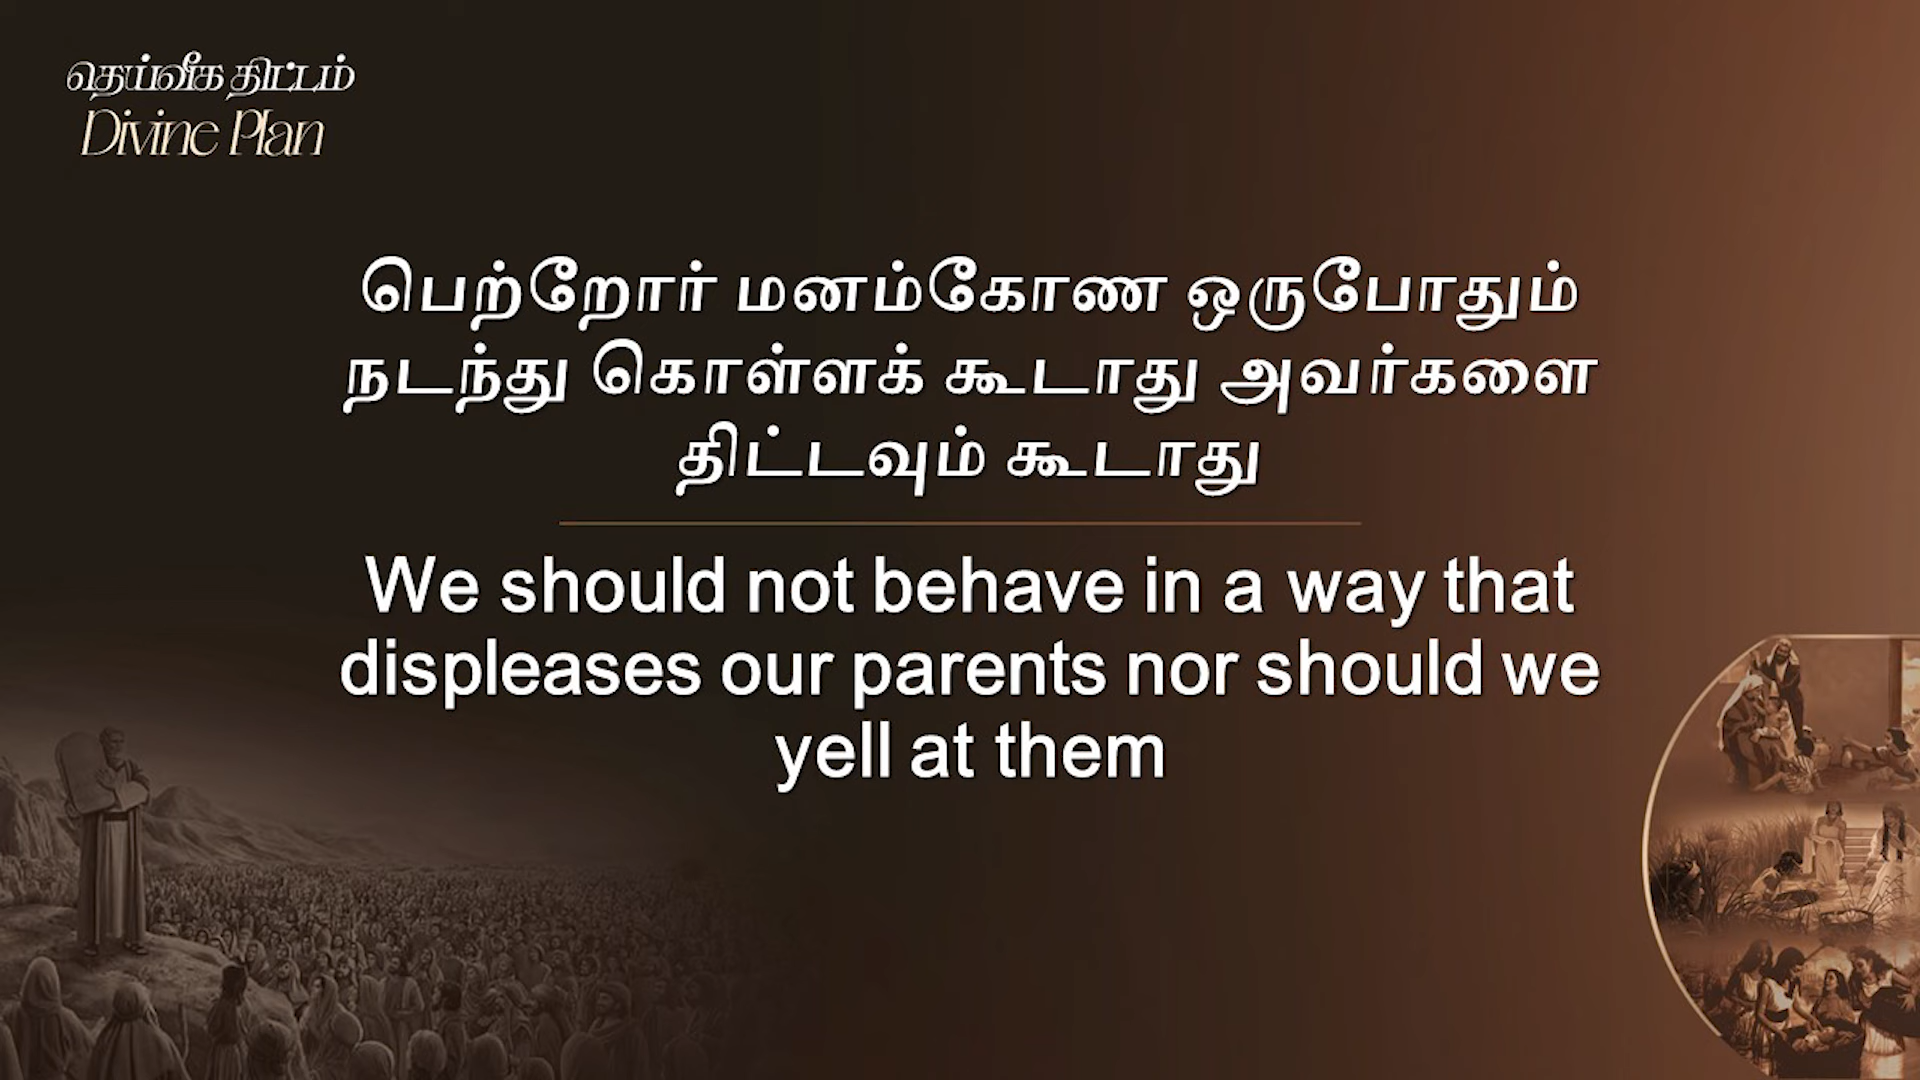 தெய்வீக திட்டம்
Divine Plan
பெற்றோர் மனம்கோண ஒருபோதும்
நடந்து கொள்ளக் கூடாது அவர்களை
திட்டவும் கூடாது
We should not behave in a way that
displeases our parents nor should we
yell at them